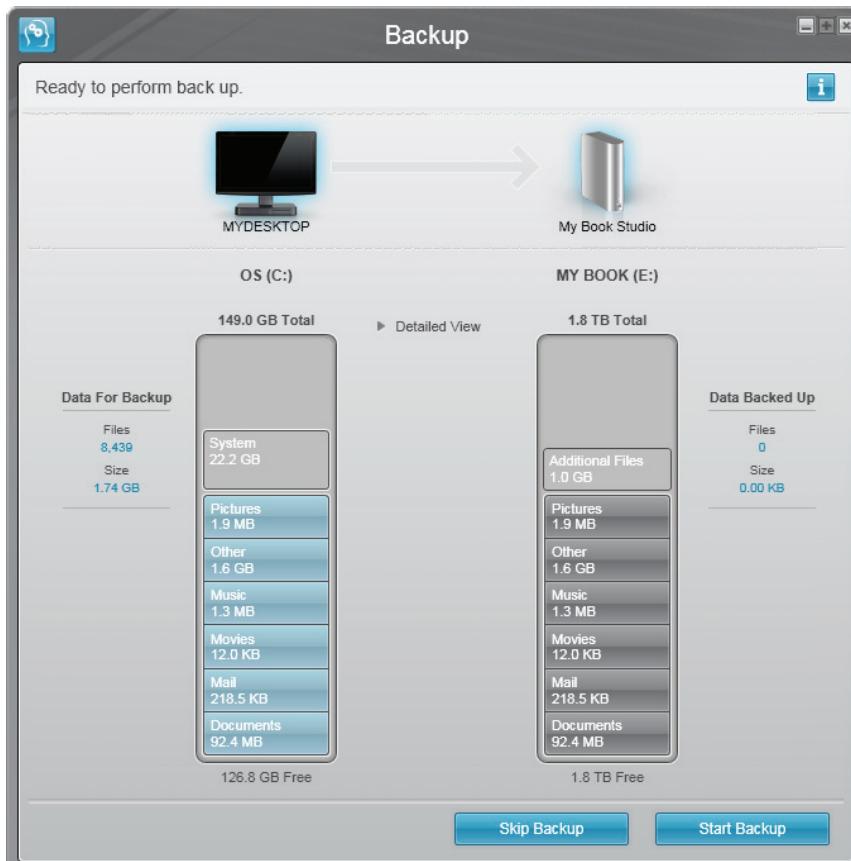 Backup
Ready to perform back up.
i
MYDESKTOP
My Book Studio
OS (C:)
MY BOOK (E:)
149.0 GB Total
Detailed View
1.8 TB Total
Data For Backup
Files
8,439
Size
1.74 GB
System
22.2 GB
Pictures
1.9 MB
Other
1.6 GB
Music
1.3 MB
Movies
12.0 KB
Mail
218.5 KB
Documents
92.4 MB
126.8 GB Free
Additional Files
1.0 GB
Pictures
1.9 MB
Other
1.6 GB
Music
1.3 MB
Movies
12.0 KB
Mail
218.5 KB
Documents
92.4 MB
1.8 TB Free
Data Backed Up
Files
0
Size
0.00 KB
Skip Backup
Start Backup